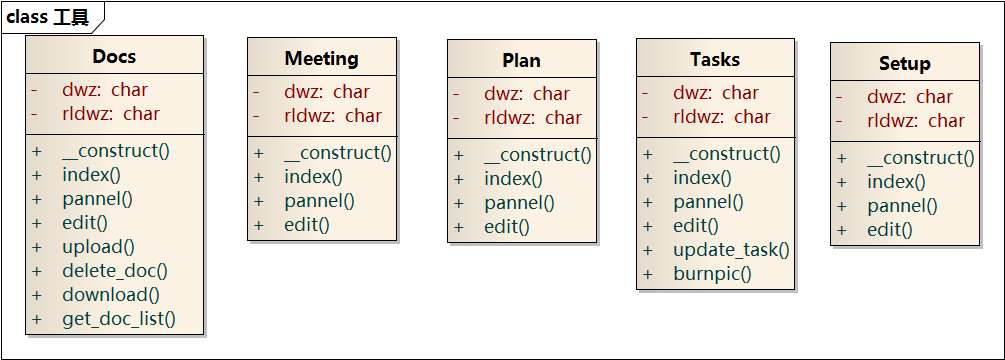 class 工具
Docs
- dwz: char
- rldwz: char
+ __construct()
+ index()
+ pannel()
+ edit()
+ upload()
+ delete_doc()
+ download()
+ get_doc_list()
Meeting
- dwz: char
- rldwz: char
+ __construct()
+ index()
+ pannel()
+ edit()
Plan
- dwz: char
- rldwz: char
+ __construct()
+ index()
+ pannel()
+ edit()
Tasks
- dwz: char
- rldwz: char
+ __construct()
+ index()
+ pannel()
+ edit()
+ update_task()
+ burnpic()
Setup
- dwz: char
- rldwz: char
+ __construct()
+ index()
+ pannel()
+ edit()